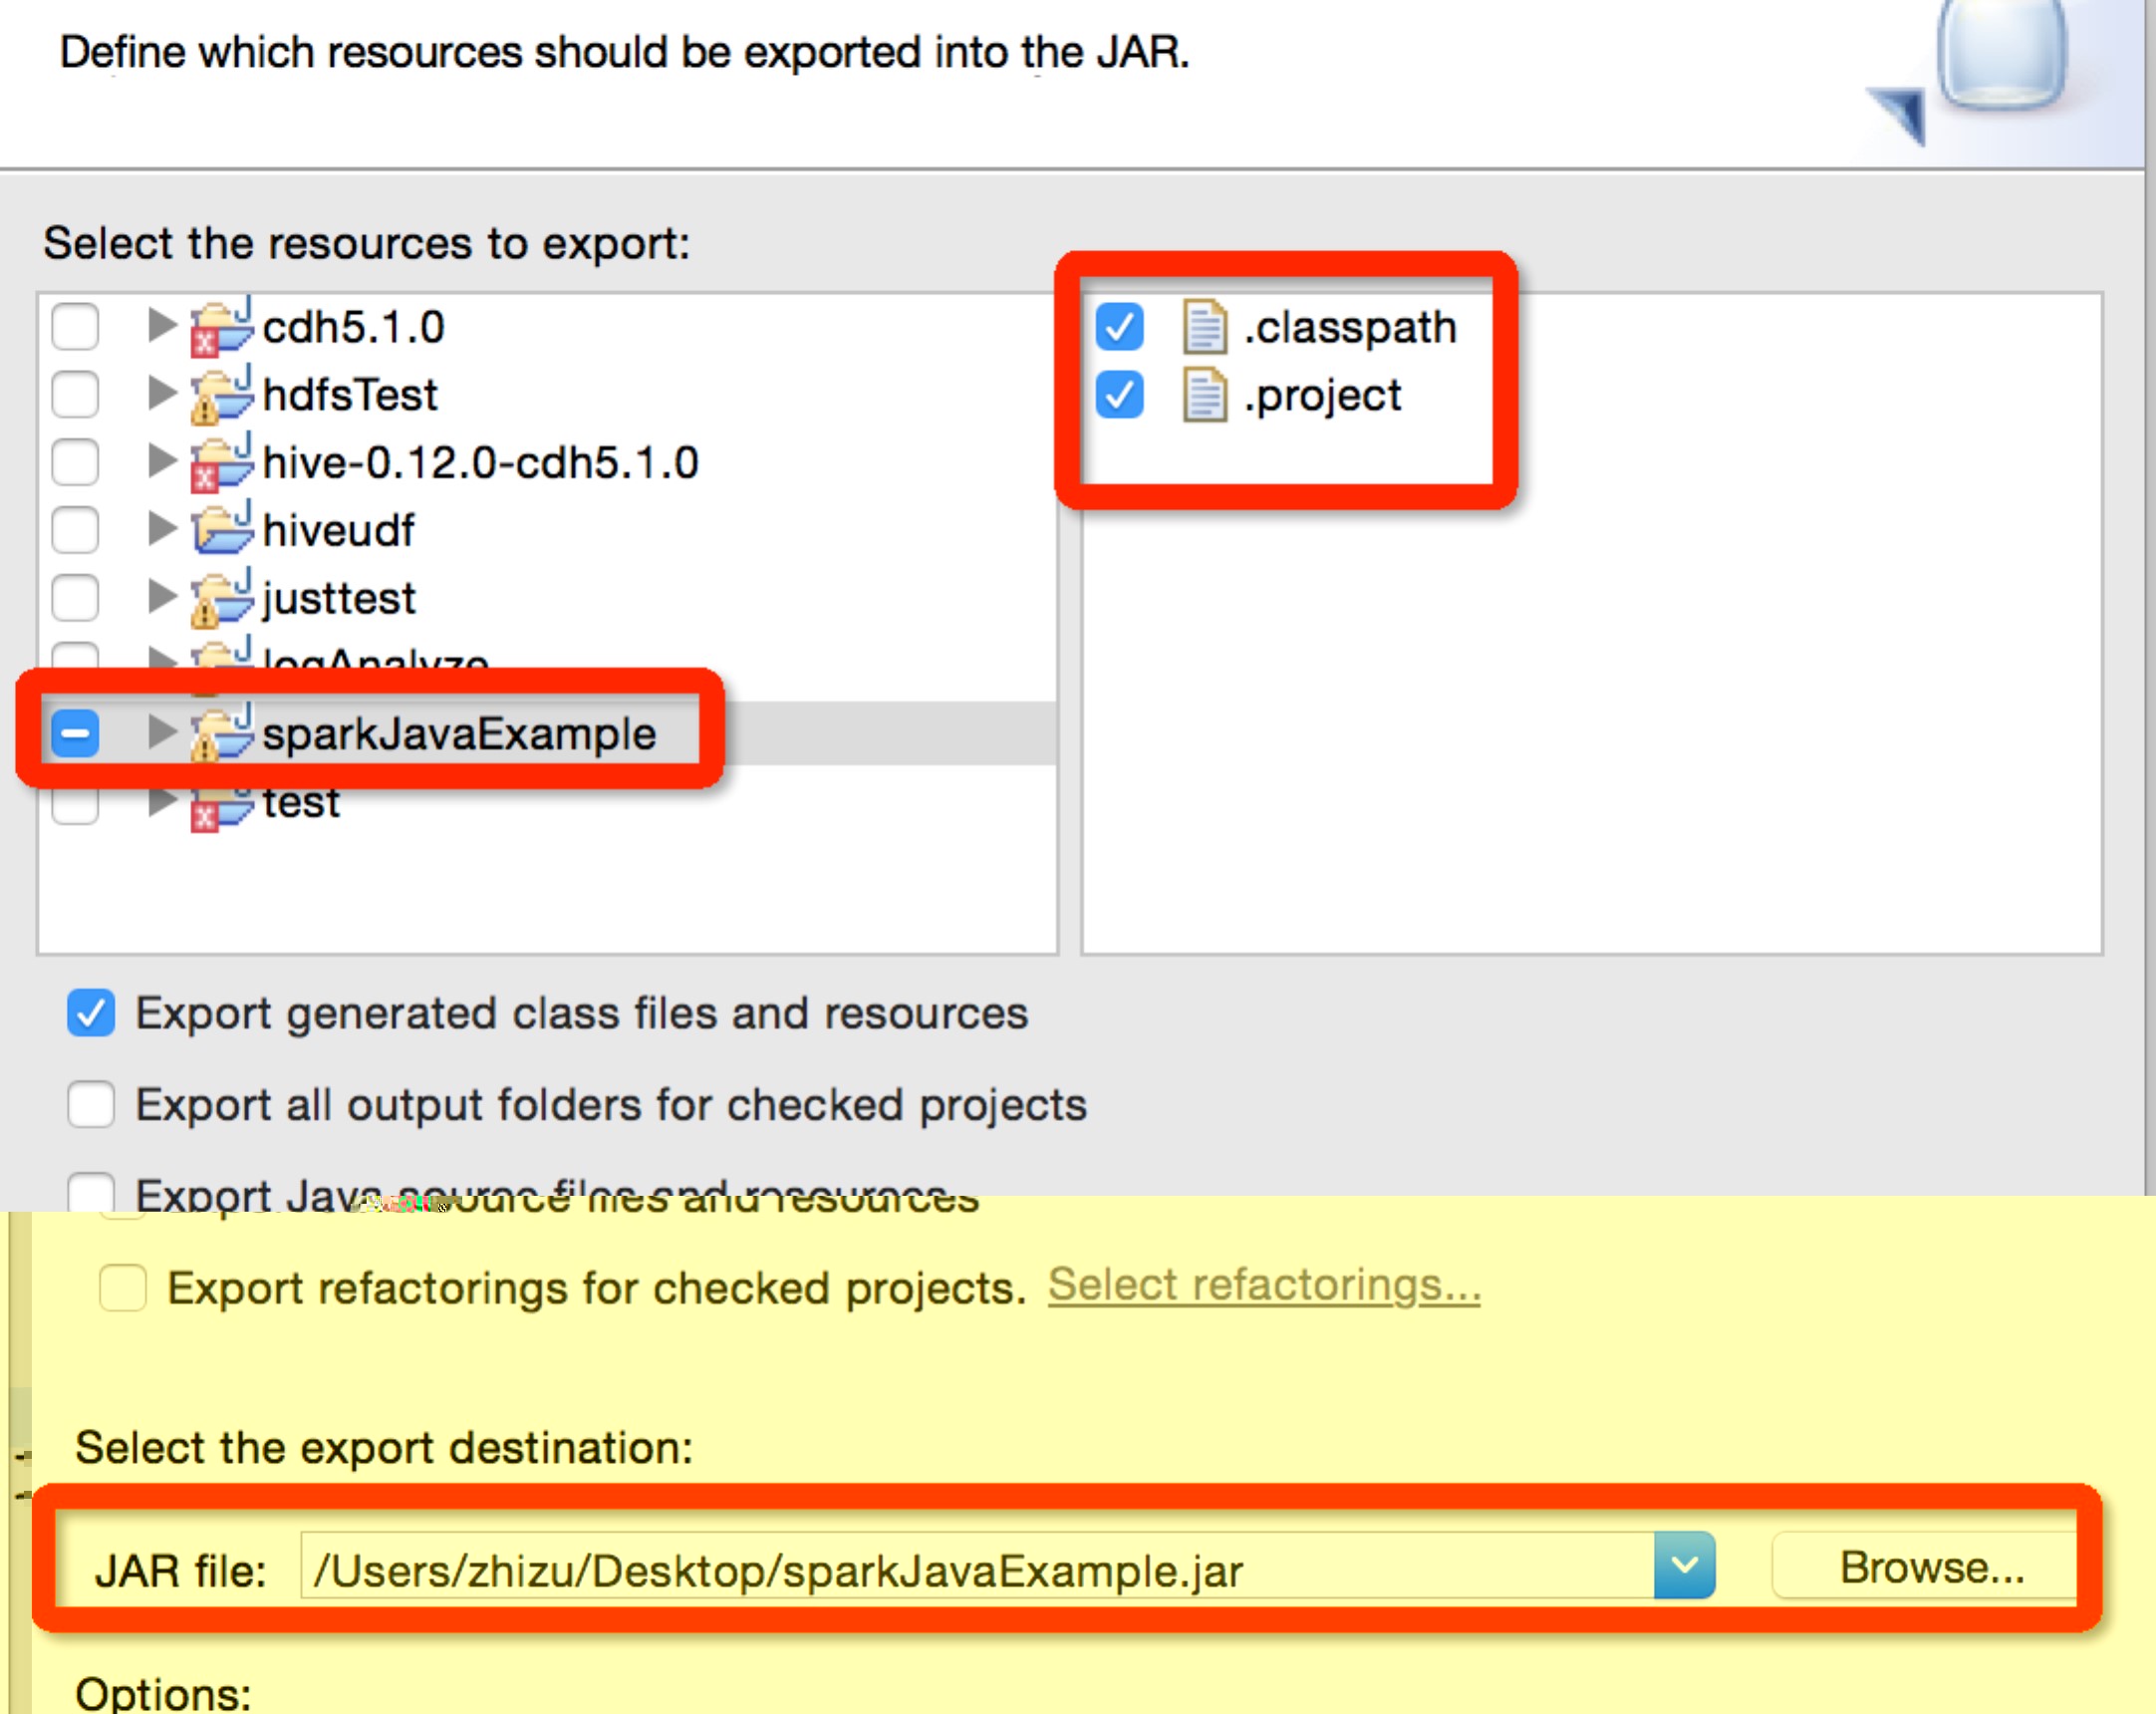 Define which resources should be exported into the JAR.
Select the resources to export:
cdh5.1.0
hdfsTest
hive-0.12.0-cdh5.1.0
hiveudf
justtest
logAnalyze
sparkJavaExample
test
.classpath
.project
Export generated class files and resources
Export all output folders for checked projects
Export Java source files and resources
Export refactorings for checked projects. Select refactorings...
Select the export destination:
JAR file: /Users/zhizu/Desktop/sparkJavaExample.jar Browse...
Options: